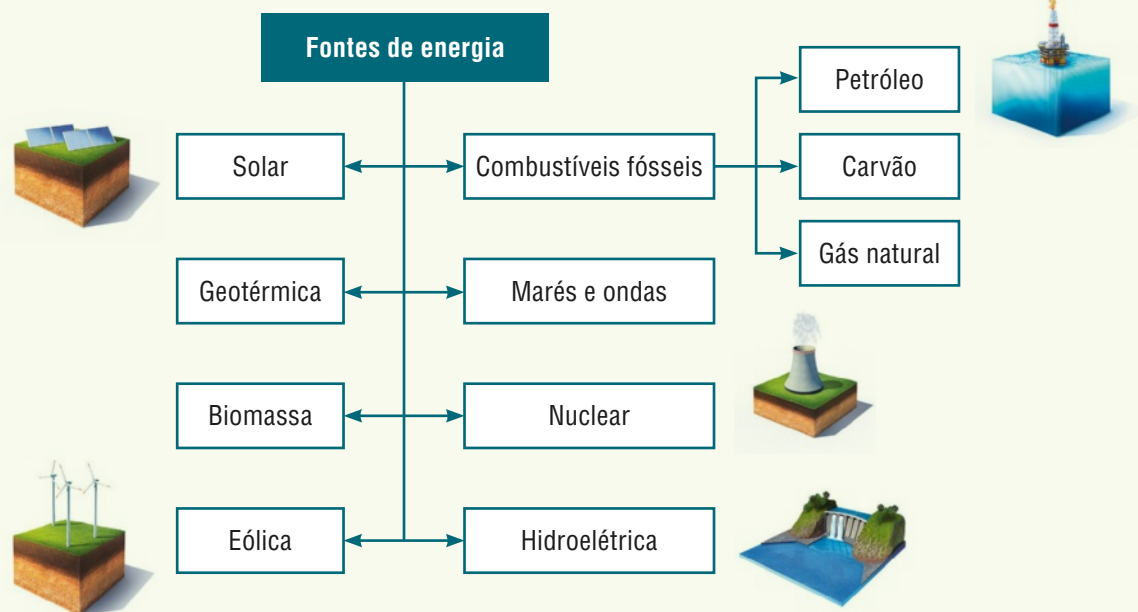 Fontes de energia
Petróleo
Solar
Combustíveis fósseis
Carvão
Gás natural
Geotérmica
Marés e ondas
Biomassa
Nuclear
Eólica
Hidroelétrica